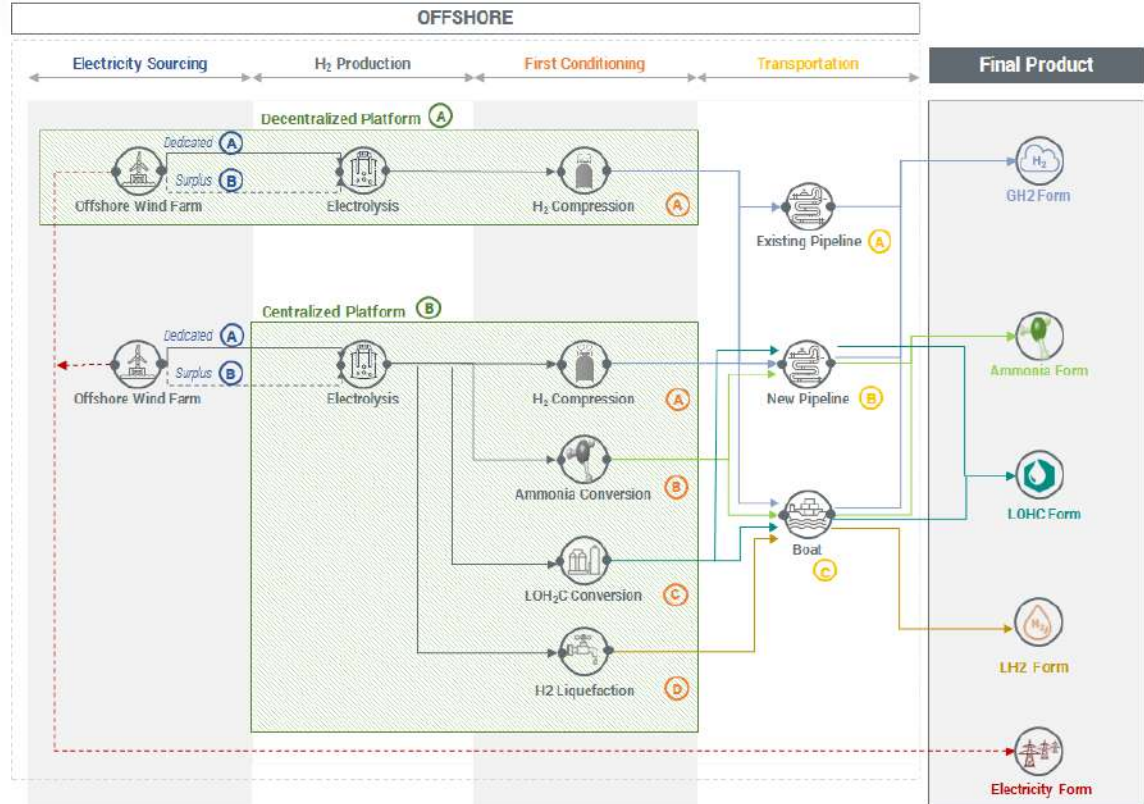 OFFSHORE
Electricity Sourcing
H₂ Production
First Conditioning
Transportation
Final Product
Decentralized Platform A
Dedicated A
Surplus B
Offshore Wind Farm
Electrolysis
H₂ Compression
A
Existing Pipeline A
H₂
GH2 Form
Centralized Platform B
Dedicated A
Surplus B
Offshore Wind Farm
Electrolysis
H₂ Compression
A
New Pipeline
B
Ammonia Form
Ammonia Conversion
B
Boat
C
LOHC Form
LOH₂C Conversion
C
H2 Liquefaction
D
LH2 Form
Electricity Form